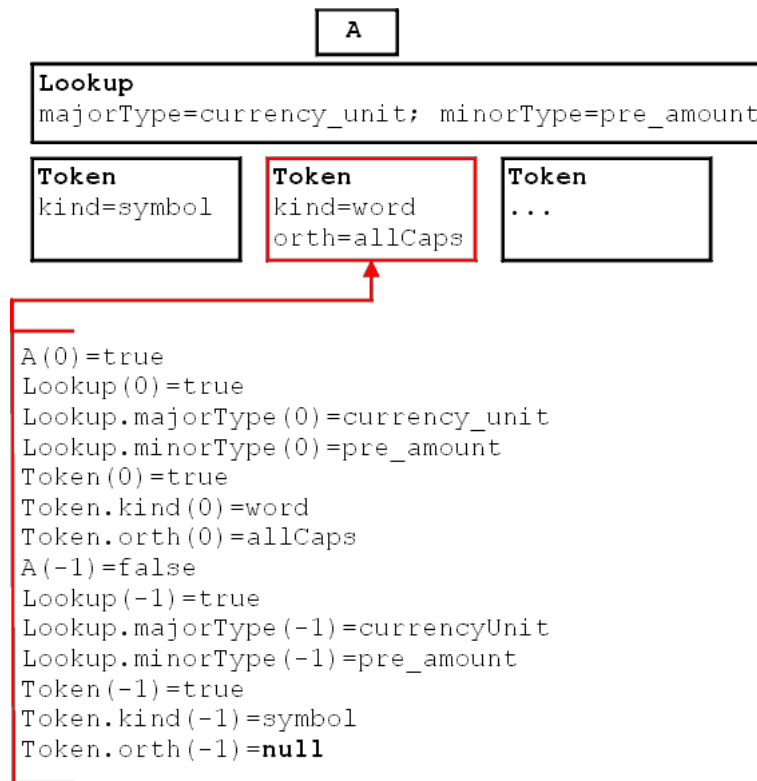 A
Lookup
majorType=currency_unit; minorType=pre_amount
Token
kind=symbol
Token
kind=word
orth=allCaps
Token
...
A(0)=true
Lookup(0)=true
Lookup.majorType(0)=currency_unit
Lookup.minorType(0)=pre_amount
Token(0)=true
Token.kind(0)=word
Token.orth(0)=allCaps
A(-1)=false
Lookup(-1)=true
Lookup.majorType(-1)=currencyUnit
Lookup.minorType(-1)=pre_amount
Token(-1)=true
Token.kind(-1)=symbol
Token.orth(-1)=null